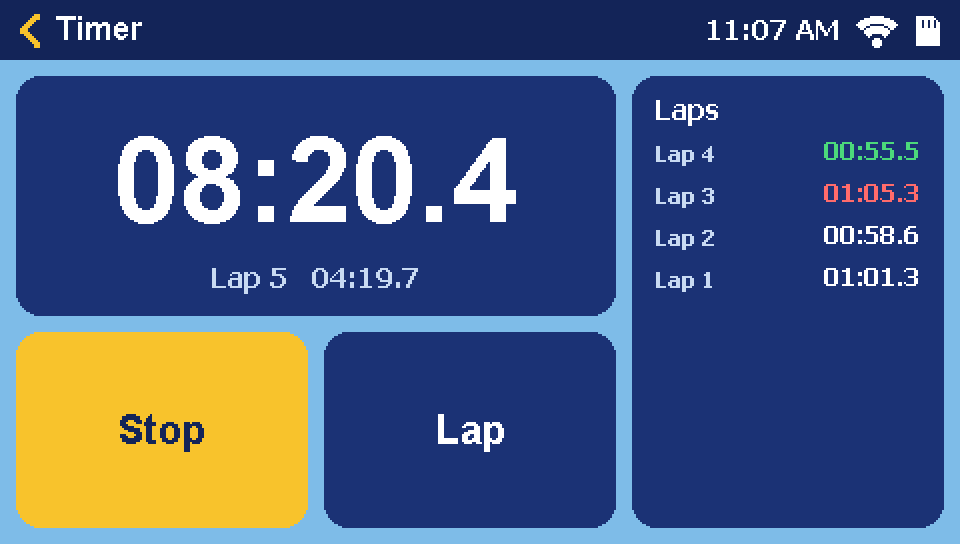 Timer
11:07 AM
08:20.4
Lap 5 04:19.7
Stop
Lap
Laps
Lap 4 00:55.5
Lap 3 01:05.3
Lap 2 00:58.6
Lap 1 01:01.3